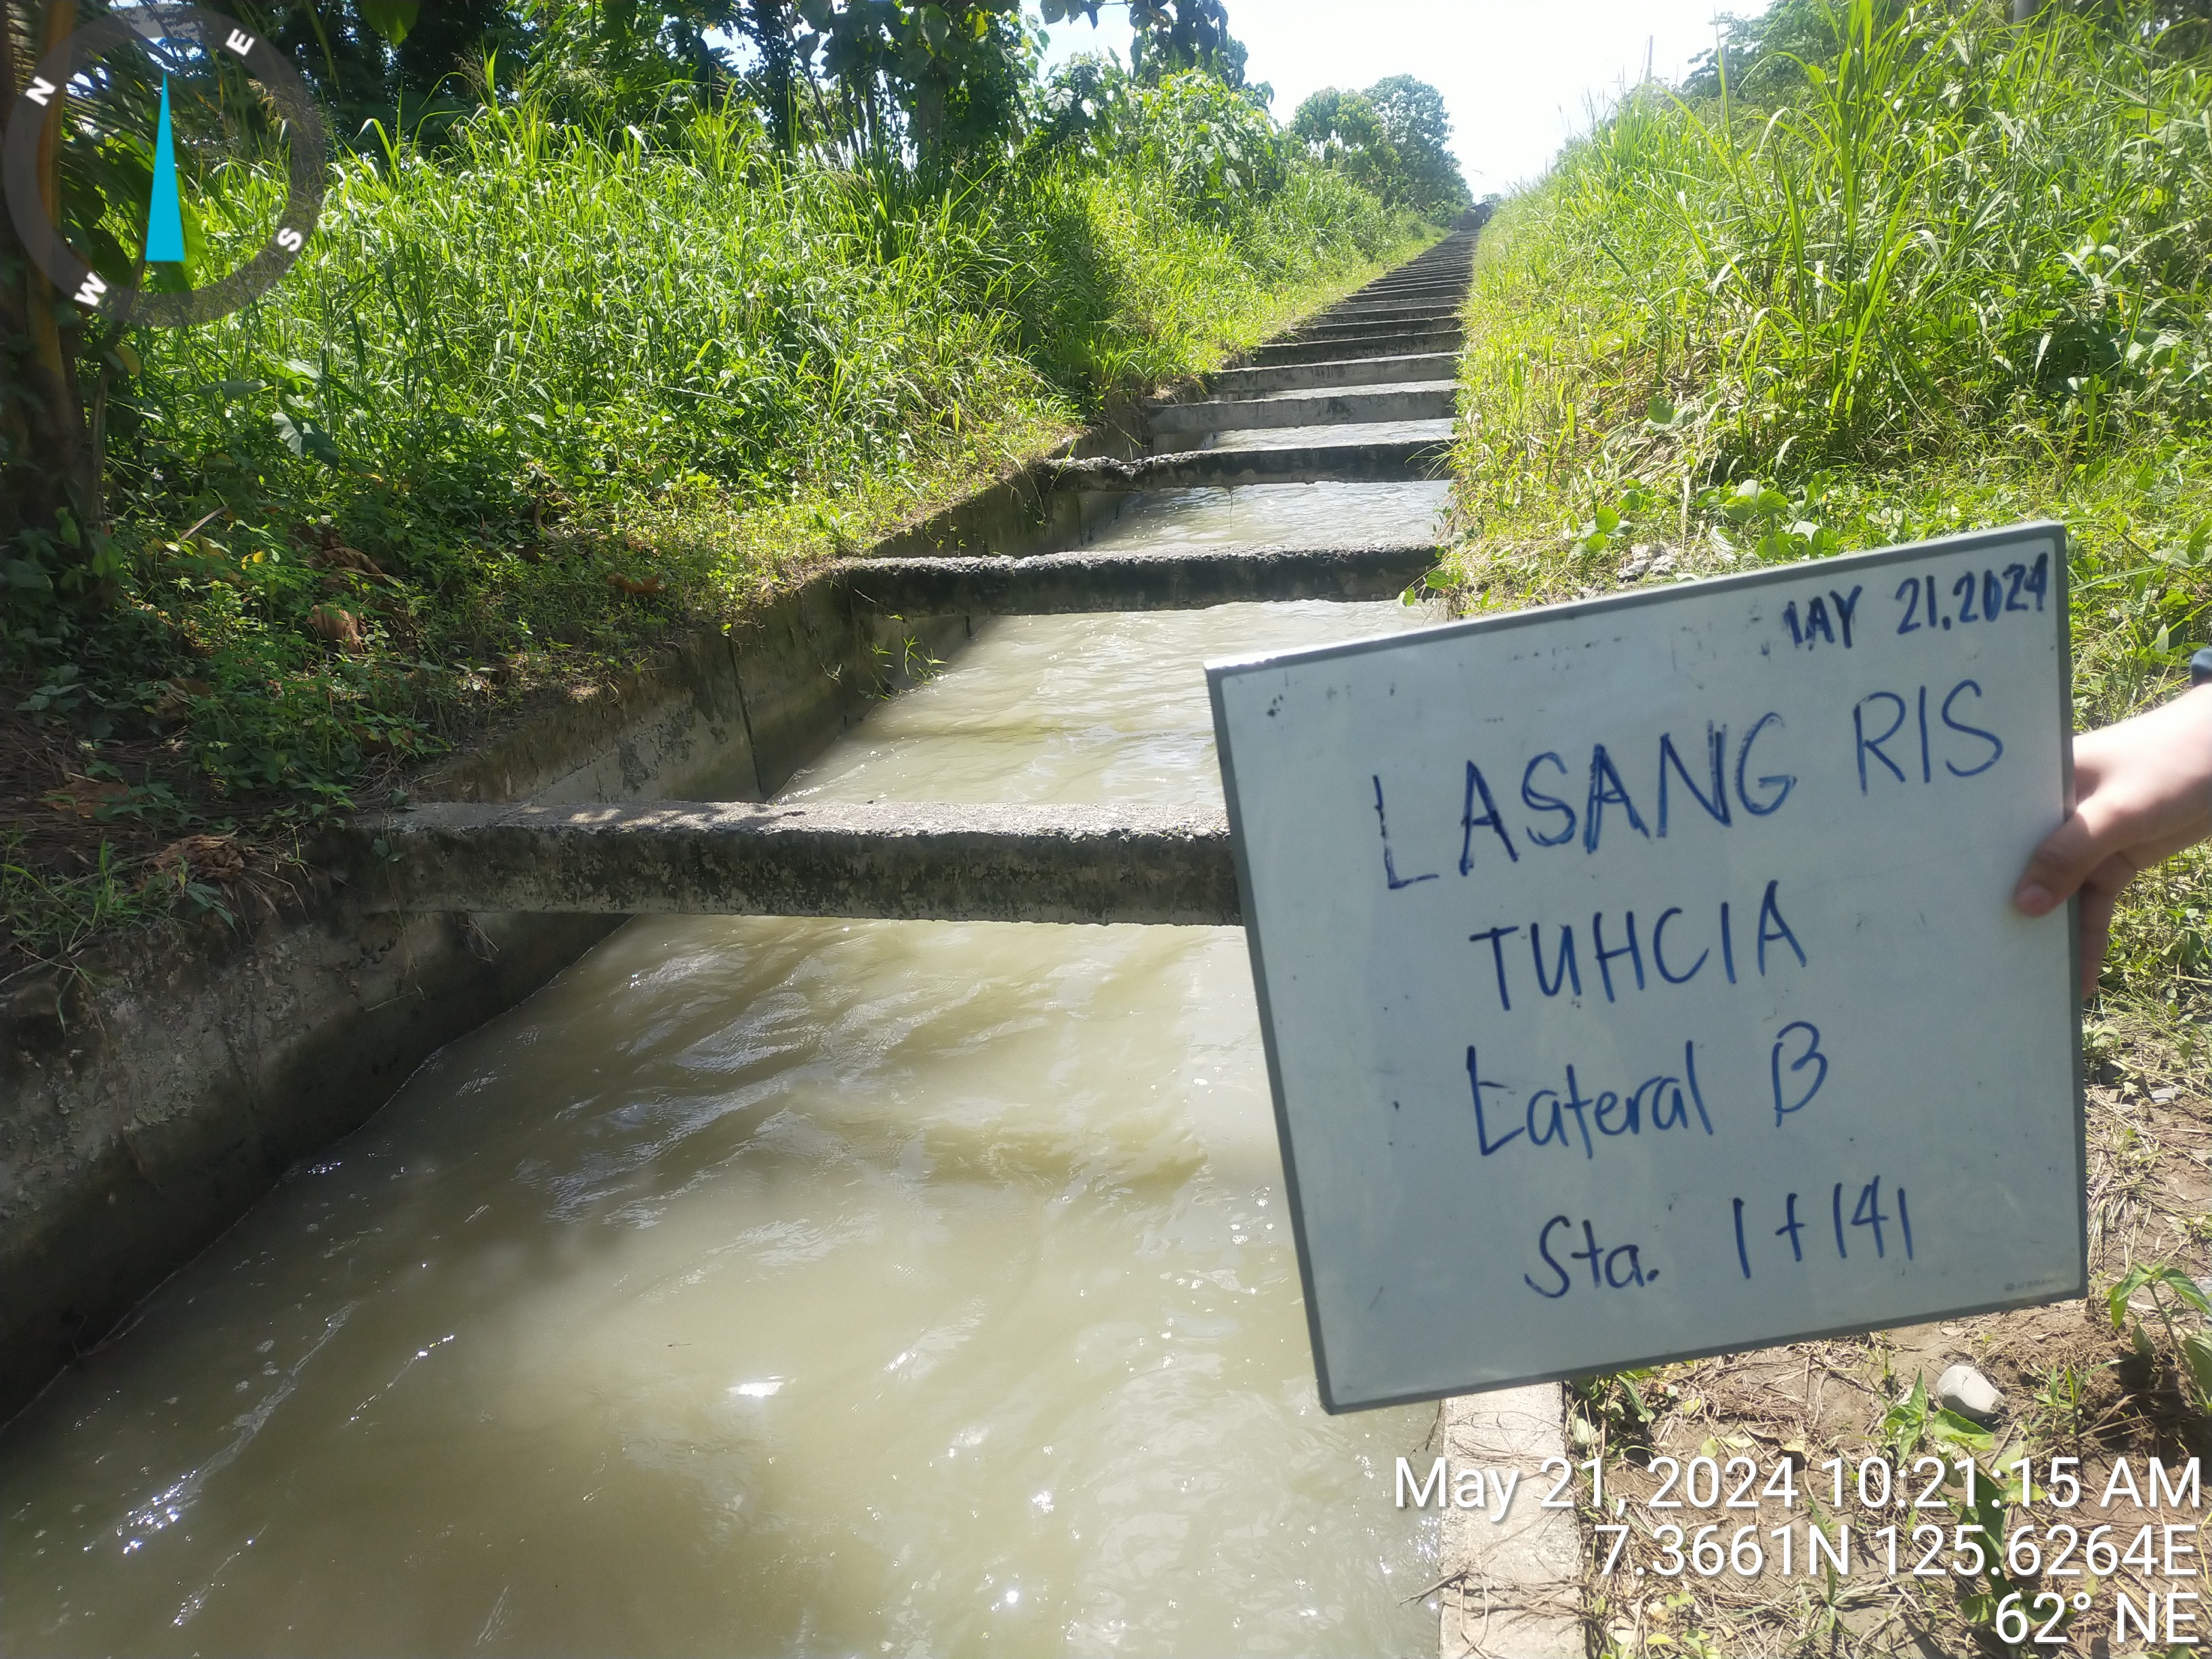 N
E
S
W
MAY 21, 2024
LASANG RIS
TUHCIA
Lateral B
Sta. 1+141
May 21, 2024 10:21:15 AM
7.3661N 125.6264E
62° NE